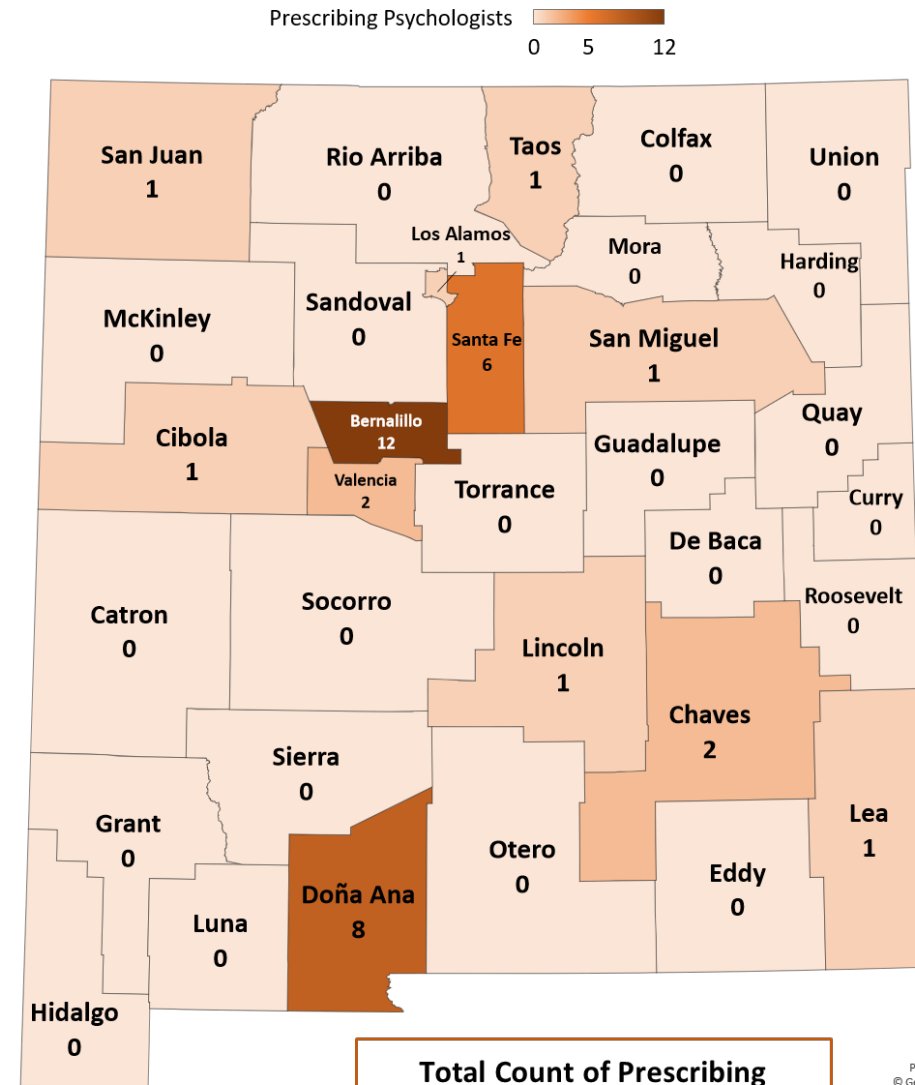 Prescribing Psychologists
0 5 12
San Juan
1
Rio Arriba
0
Taos
1
Colfax
0
Union
0
Los Alamos
1
Mora
0
Harding
0
McKinley
0
Sandoval
0
Santa Fe
6
San Miguel
1
Cibola
1
Bernalillo
12
Valencia
2
Torrance
0
Guadalupe
0
Quay
0
Curry
0
De Baca
0
Roosevelt
0
Catron
0
Socorro
0
Lincoln
1
Chaves
2
Sierra
0
Grant
0
Luna
0
Doña Ana
8
Otero
0
Eddy
0
Lea
1
Hidalgo
0
Total Count of Prescribing
P
© G